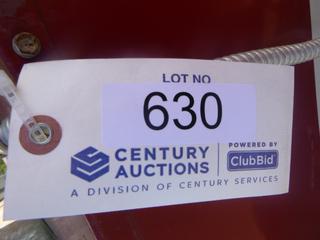 LOT NO
630
CENTURY
AUCTIONS
POWERED BY
ClubBid
A DIVISION OF CENTURY SERVICES